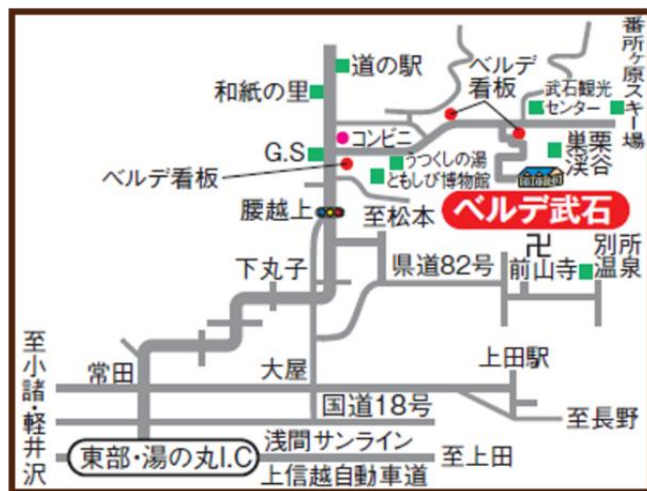 道の駅
和紙の里
ベルデ
看板
武石観光
センター
番所ヶ原スキー場
コンビニ
G.S
うつくしの湯
ともしび博物館
巣栗
渓谷
ベルデ看板
腰越上
至松本
ベルデ武石
卍
別所
温泉
県道82号
前山寺
下丸子
至小諸・軽井沢
常田
大屋
上田駅
国道18号
至長野
東部・湯の丸I.C
浅間サンライン
上信越自動車道
至上田